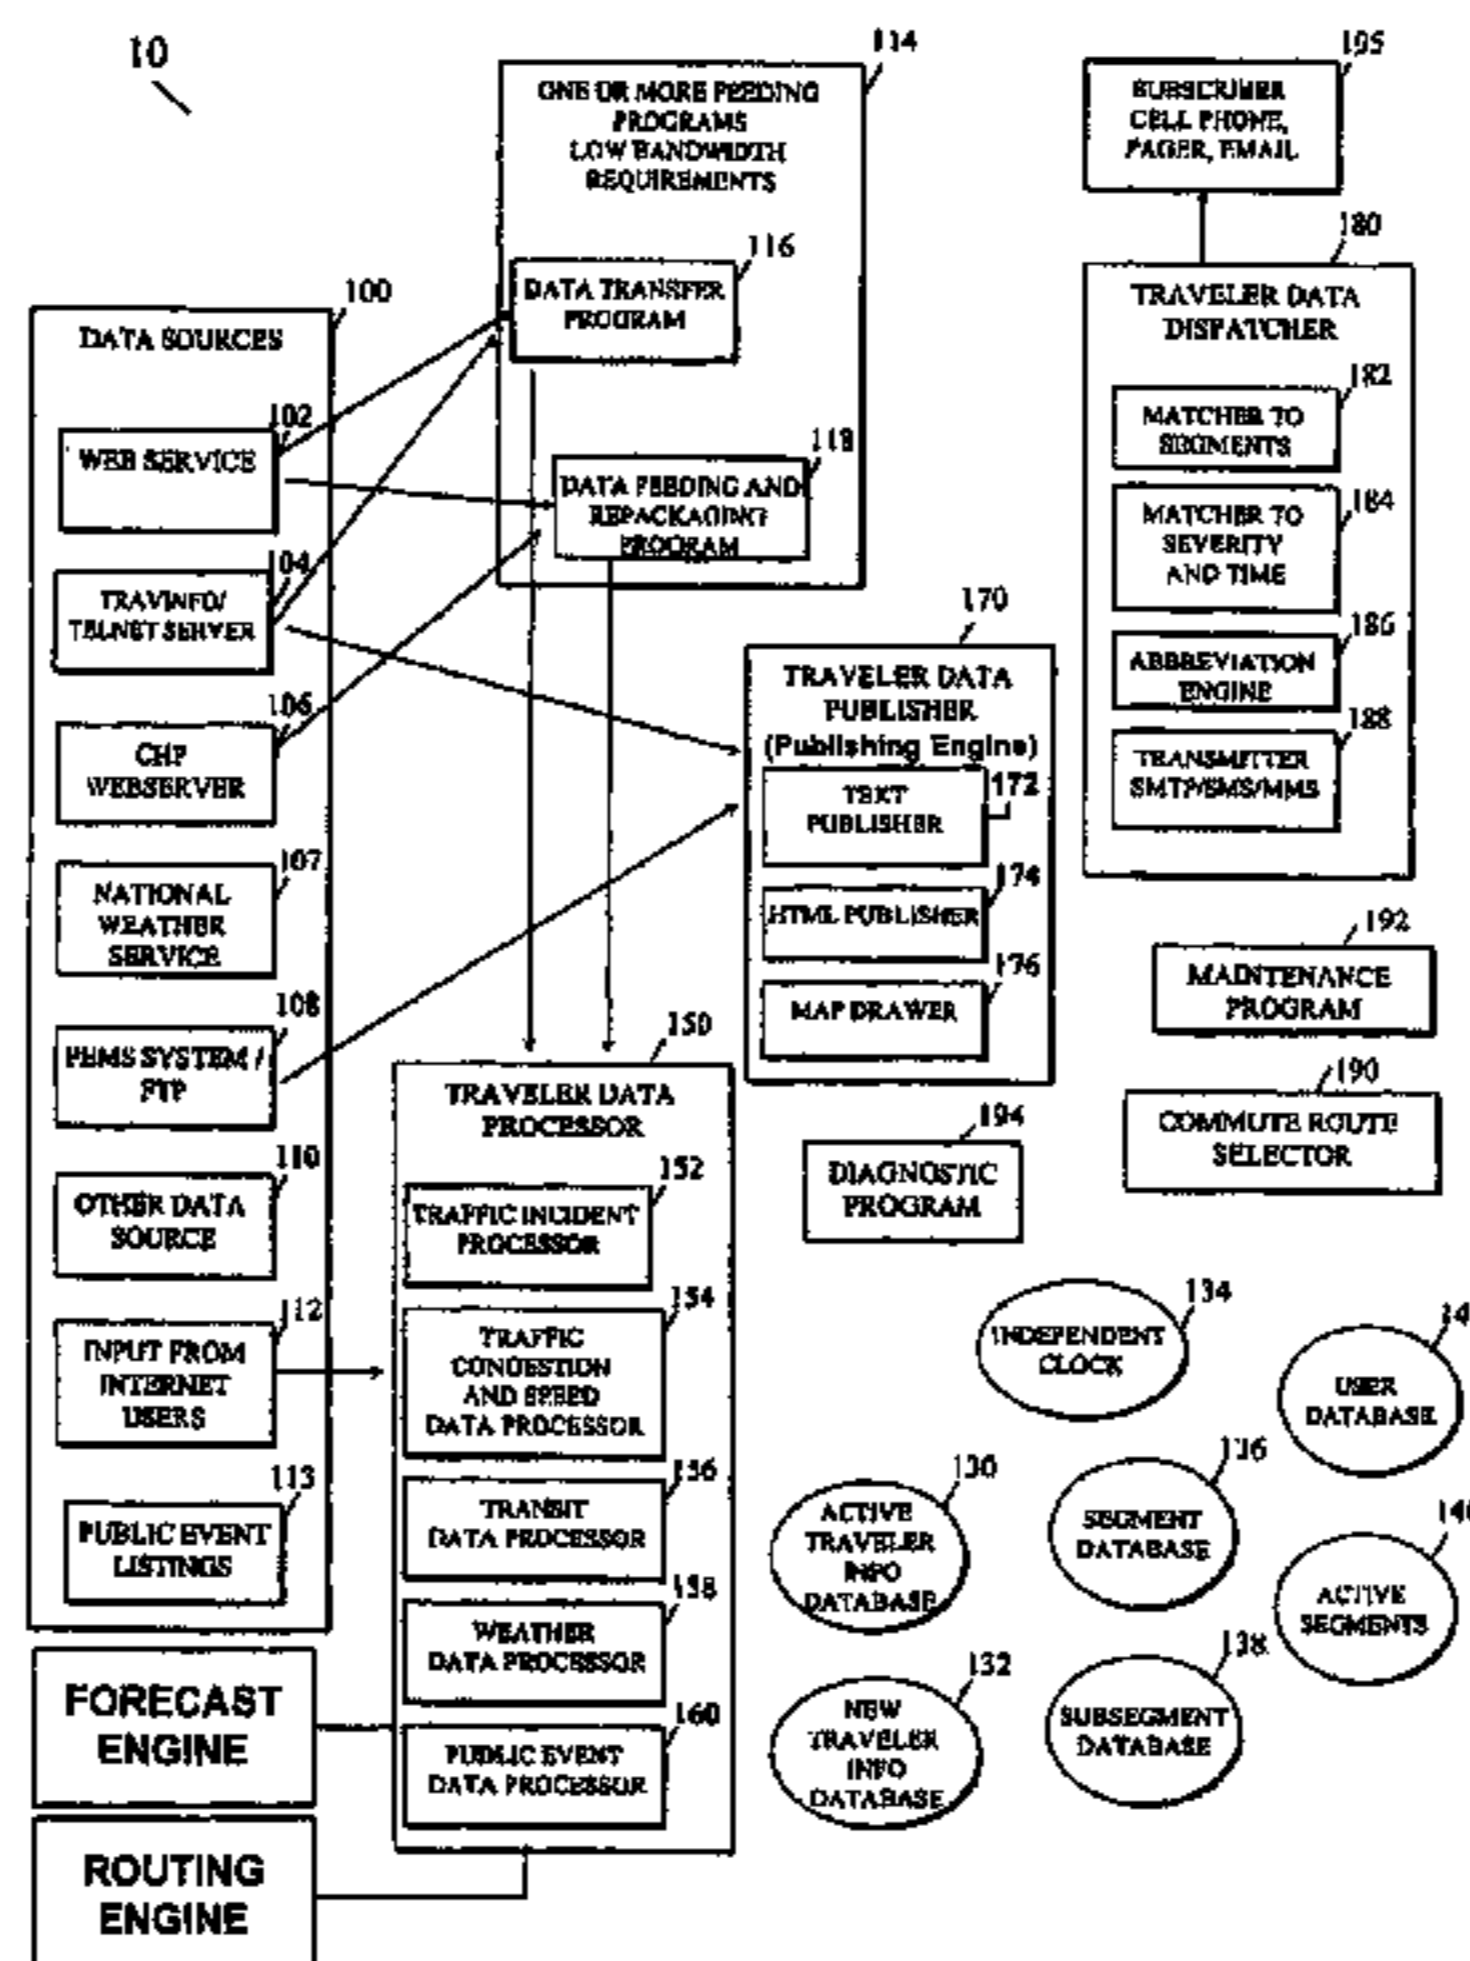 10
114
ONE OR MORE FEEDING
PROGRAMS
LOW BANDWIDTH
REQUIREMENTS
116
DATA TRANSFER
PROGRAM
118
DATA FEEDING AND
REPACKAGING
PROGRAM
195
SUBSCRIBER
CELL PHONE,
PAGER, EMAIL
180
TRAVELER DATA
DISPATCHER
182
MATCHER TO
SEGMENTS
184
MATCHER TO
SEVERITY
AND TIME
186
ABBREVIATION
ENGINE
188
TRANSMITTER
SMTP/SMS/MMS
100
DATA SOURCES
102
WEB SERVICE
104
TRAVINFO/
TELNET SERVER
106
CHP
WEBSERVER
107
NATIONAL
WEATHER
SERVICE
108
PEMS SYSTEM /
FTP
110
OTHER DATA
SOURCE
112
INPUT FROM
INTERNET
USERS
113
PUBLIC EVENT
LISTINGS
170
TRAVELER DATA
PUBLISHER
(Publishing Engine)
172
TEXT
PUBLISHER
174
HTML PUBLISHER
176
MAP DRAWER
192
MAINTENANCE
PROGRAM
190
COMMUTE ROUTE
SELECTOR
194
DIAGNOSTIC
PROGRAM
150
TRAVELER DATA
PROCESSOR
152
TRAFFIC INCIDENT
PROCESSOR
154
TRAFFIC
CONGESTION
AND SPEED
DATA PROCESSOR
156
TRANSIT
DATA PROCESSOR
158
WEATHER
DATA PROCESSOR
160
PUBLIC EVENT
DATA PROCESSOR
134
INDEPENDENT
CLOCK
USER
DATABASE
130
ACTIVE
TRAVELER
INFO
DATABASE
136
SEGMENT
DATABASE
ACTIVE
SEGMENTS
132
NEW
TRAVELER
INFO
DATABASE
138
SUBSEGMENT
DATABASE
FORECAST
ENGINE
ROUTING
ENGINE